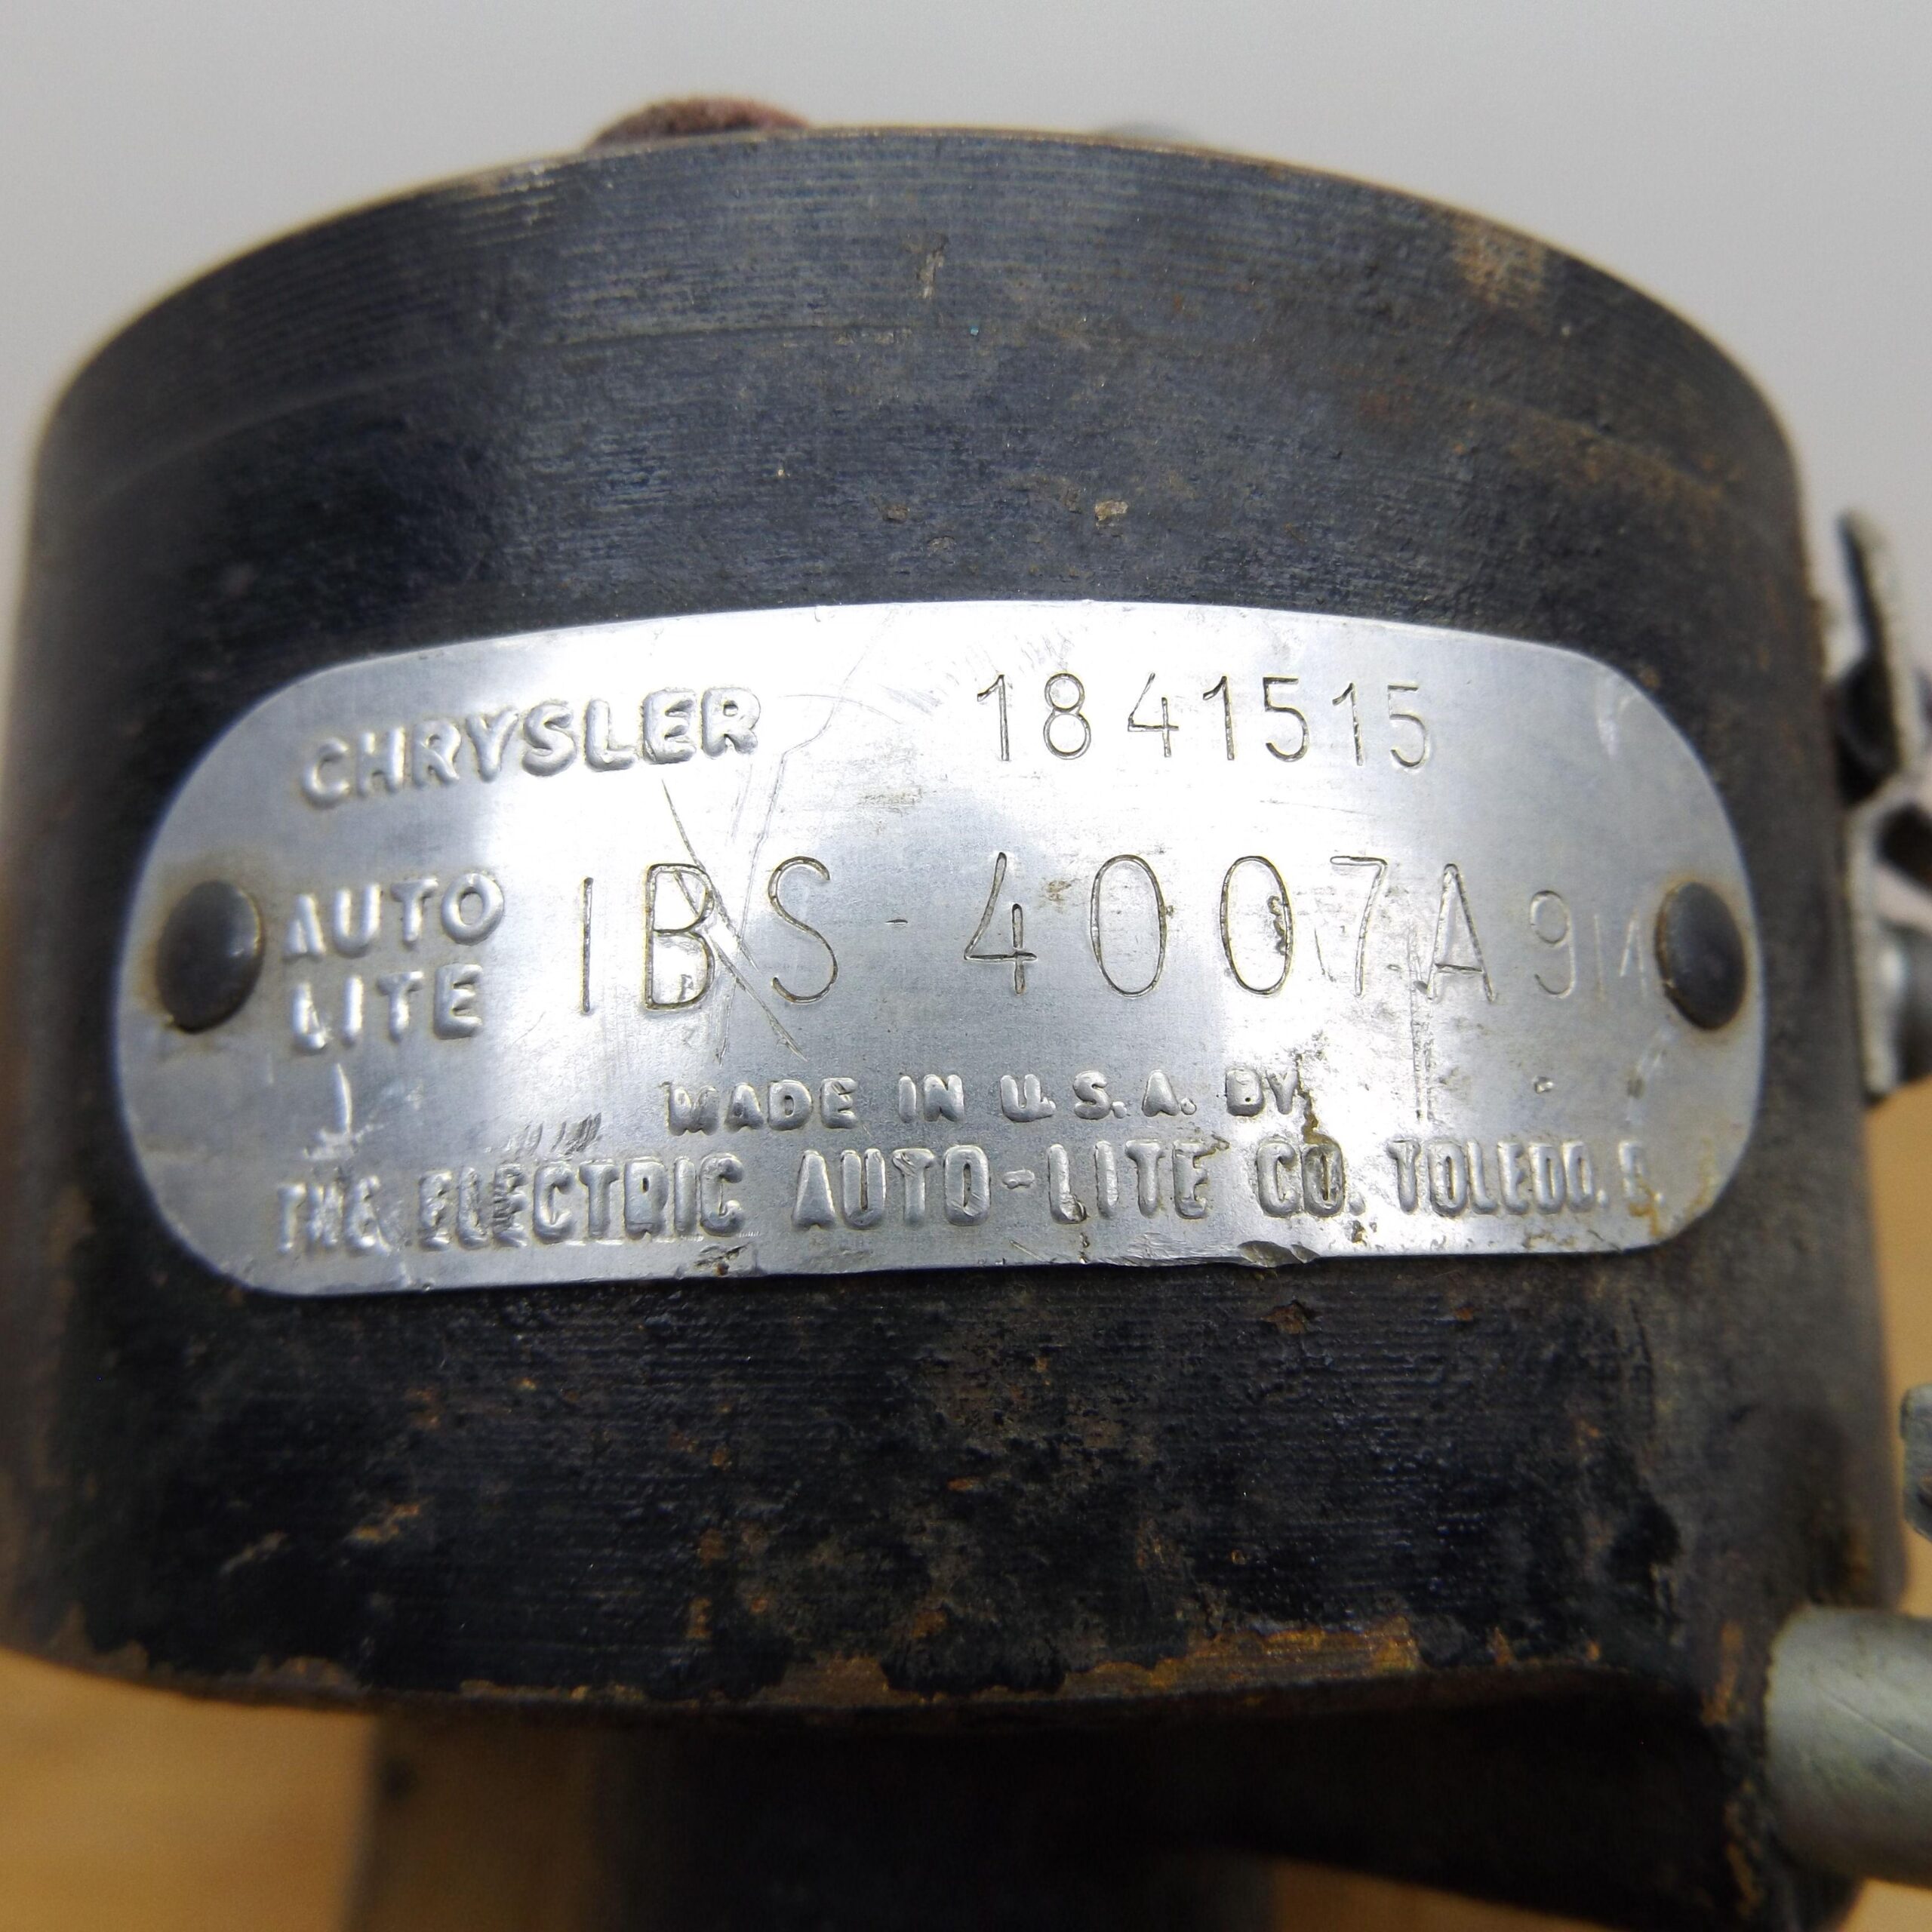 CHRYSLER 1841515
AUTO LITE IBS-4007A 914
MADE IN U.S.A. BY
THE ELECTRIC AUTO-LITE CO. TOLEDO. O.